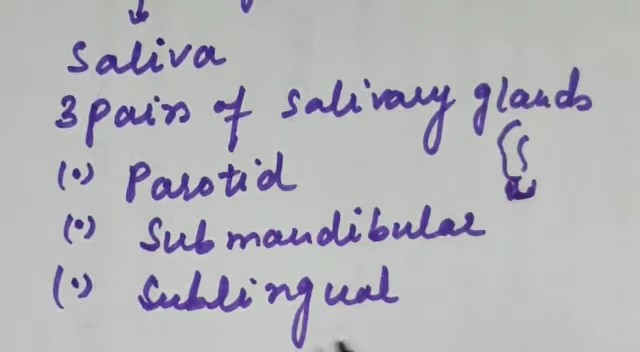 Saliva
3 pairs of salivary glands
(•) Parotid
(•) Submandibular
(•) Sublingual